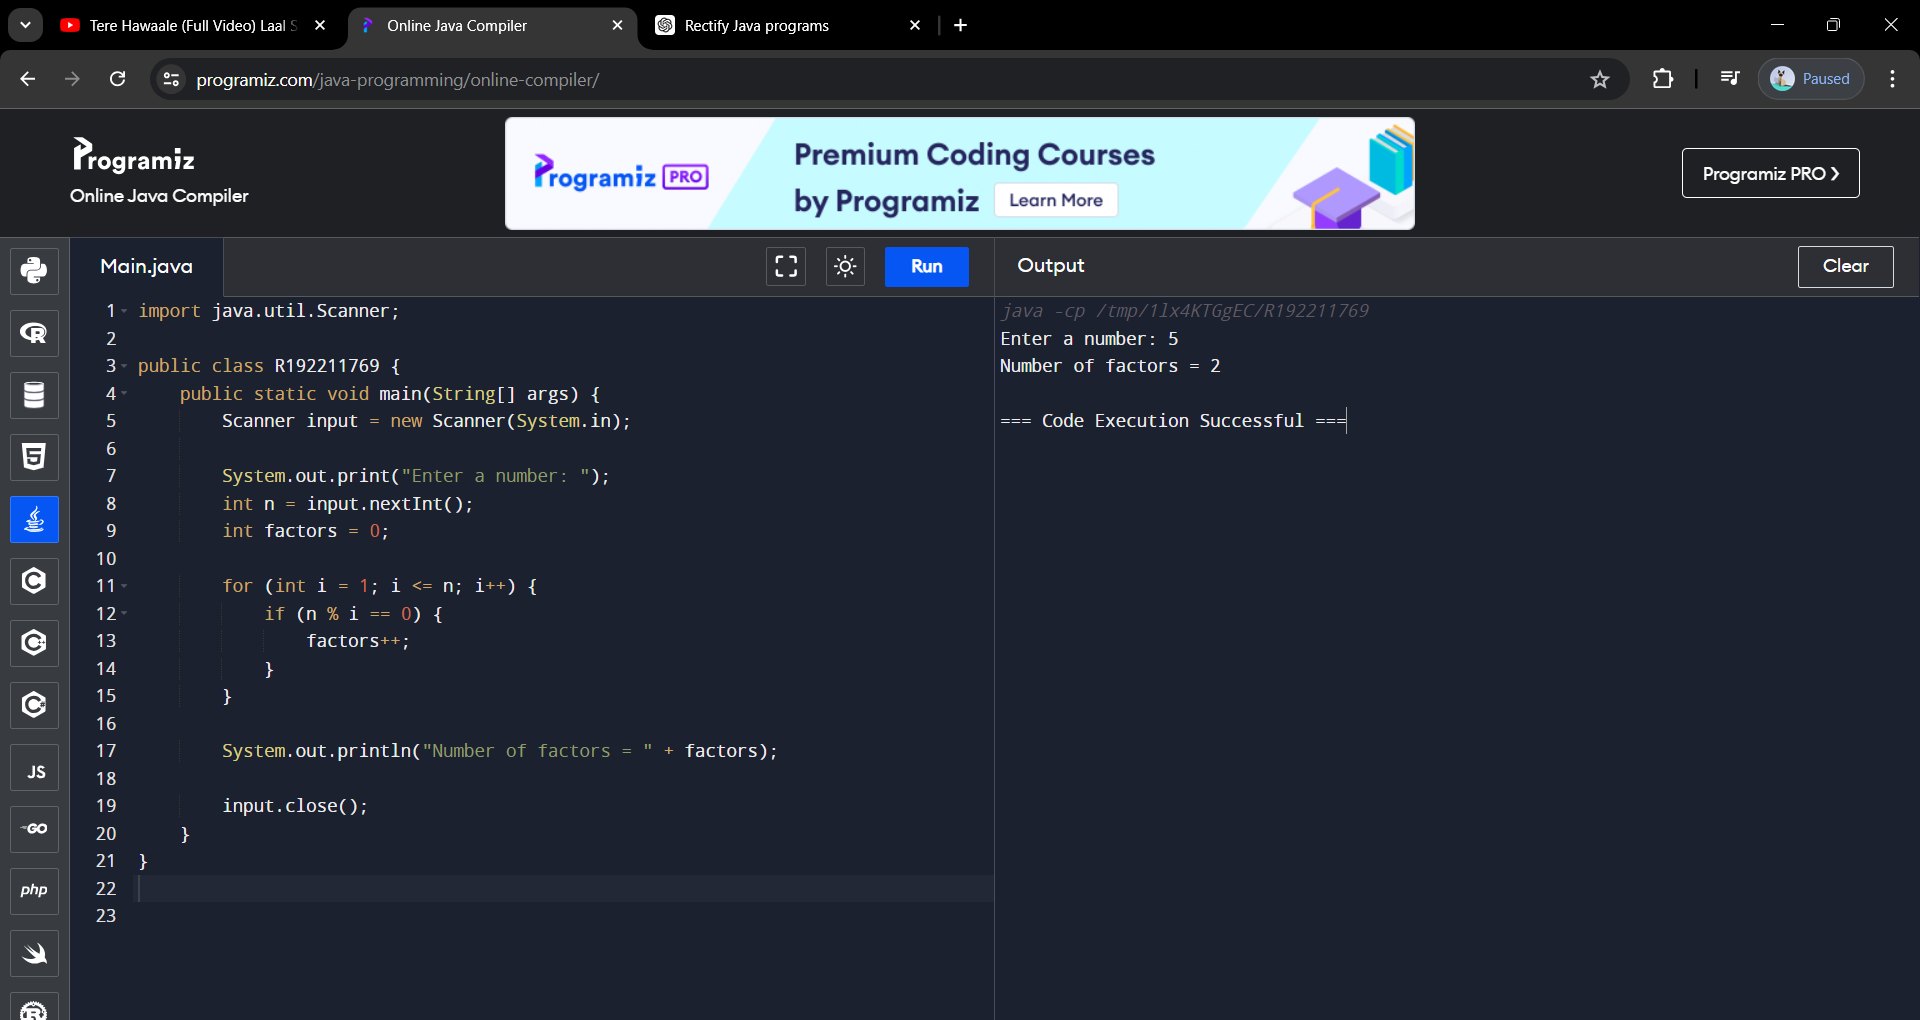 Tere Hawaale (Full Video) Laal S
Online Java Compiler
Rectify Java programs
programiz.com/java-programming/online-compiler/
Paused
Programiz
Online Java Compiler
Programiz PRO
Premium Coding Courses
by Programiz
Learn More
Programiz PRO ❯
Main.java
Run
1 import java.util.Scanner;
2
3 public class R192211769 {
4     public static void main(String[] args) {
5         Scanner input = new Scanner(System.in);
6
7         System.out.print("Enter a number: ");
8         int n = input.nextInt();
9         int factors = 0;
10
11         for (int i = 1; i <= n; i++) {
12             if (n % i == 0) {
13                 factors++;
14             }
15         }
16
17         System.out.println("Number of factors = " + factors);
18
19         input.close();
20     }
21 }
22
23
Output
Clear
java -cp /tmp/1lx4KTGgEC/R192211769
Enter a number: 5
Number of factors = 2
=== Code Execution Successful ===
R
5
C
C++
C#
JS
GO
php
R